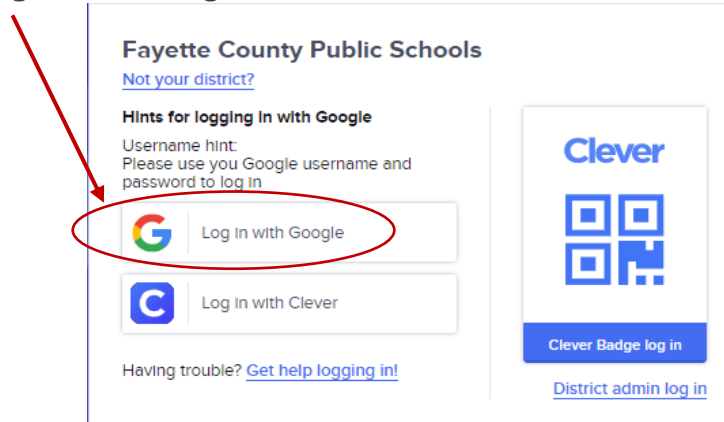 Fayette County Public Schools
Not your district?
Hints for logging in with Google
Username hint:
Please use you Google username and
password to log in
Log in with Google
Log in with Clever
Having trouble? Get help logging in!
Clever
Clever Badge log in
District admin log in